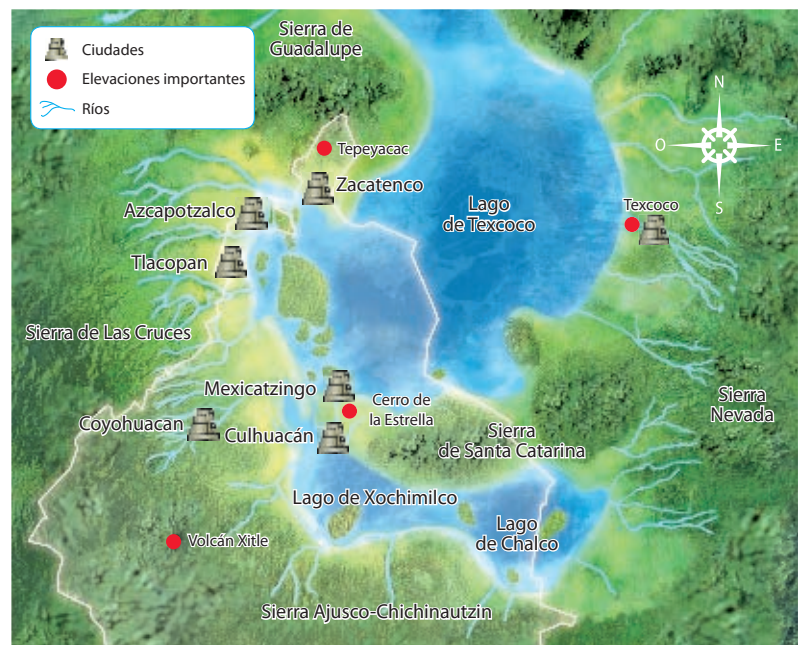 Ciudades
Elevaciones importantes
Ríos
Sierra de
Guadalupe
N
O
E
S
Tepeyacac
Zacatenco
Azcapotzalco
Lago
de Texcoco
Texcoco
Tlacopan
Sierra de Las Cruces
Mexicatzingo
Cerro de
la Estrella
Sierra
Nevada
Coyohuacan
Culhuacán
Sierra
de Santa Catarina
Lago de Xochimilco
Lago
de Chalco
Volcán Xitle
Sierra Ajusco-Chichinautzin